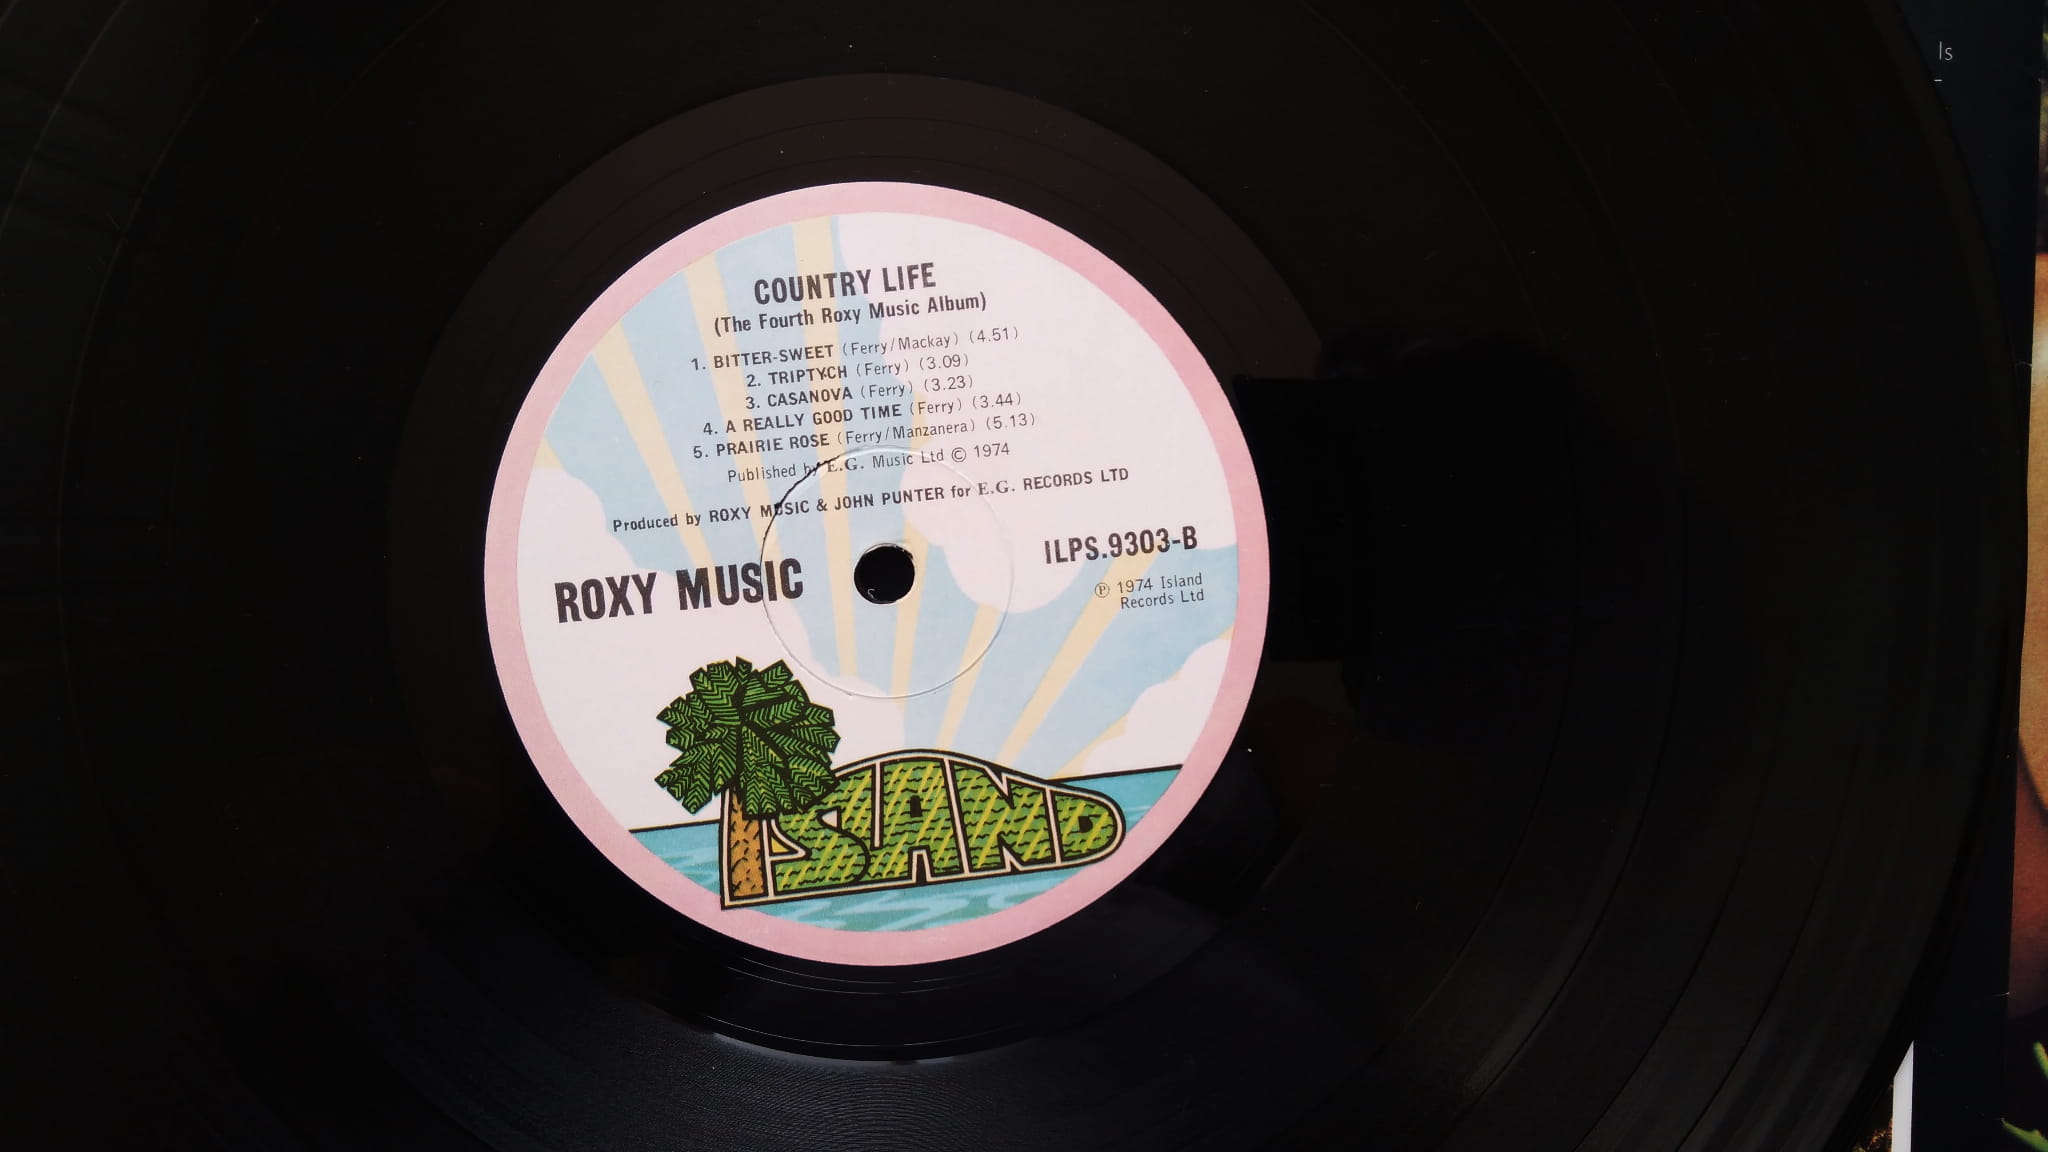 COUNTRY LIFE
(The Fourth Roxy Music Album)
1. BITTER-SWEET (Ferry/Mackay) (4.51)
2. TRIPTYCH (Ferry) (3.09)
3. CASANOVA (Ferry) (3.23)
4. A REALLY GOOD TIME (Ferry) (3.44)
5. PRAIRIE ROSE (Ferry/Manzanera) (5.13)
Published by E.G. Music Ltd © 1974
Produced by ROXY MUSIC & JOHN PUNTER for E.G. RECORDS LTD
ROXY MUSIC
ILPS.9303-B
℗ 1974 Island
Records Ltd
ISLAND
ls